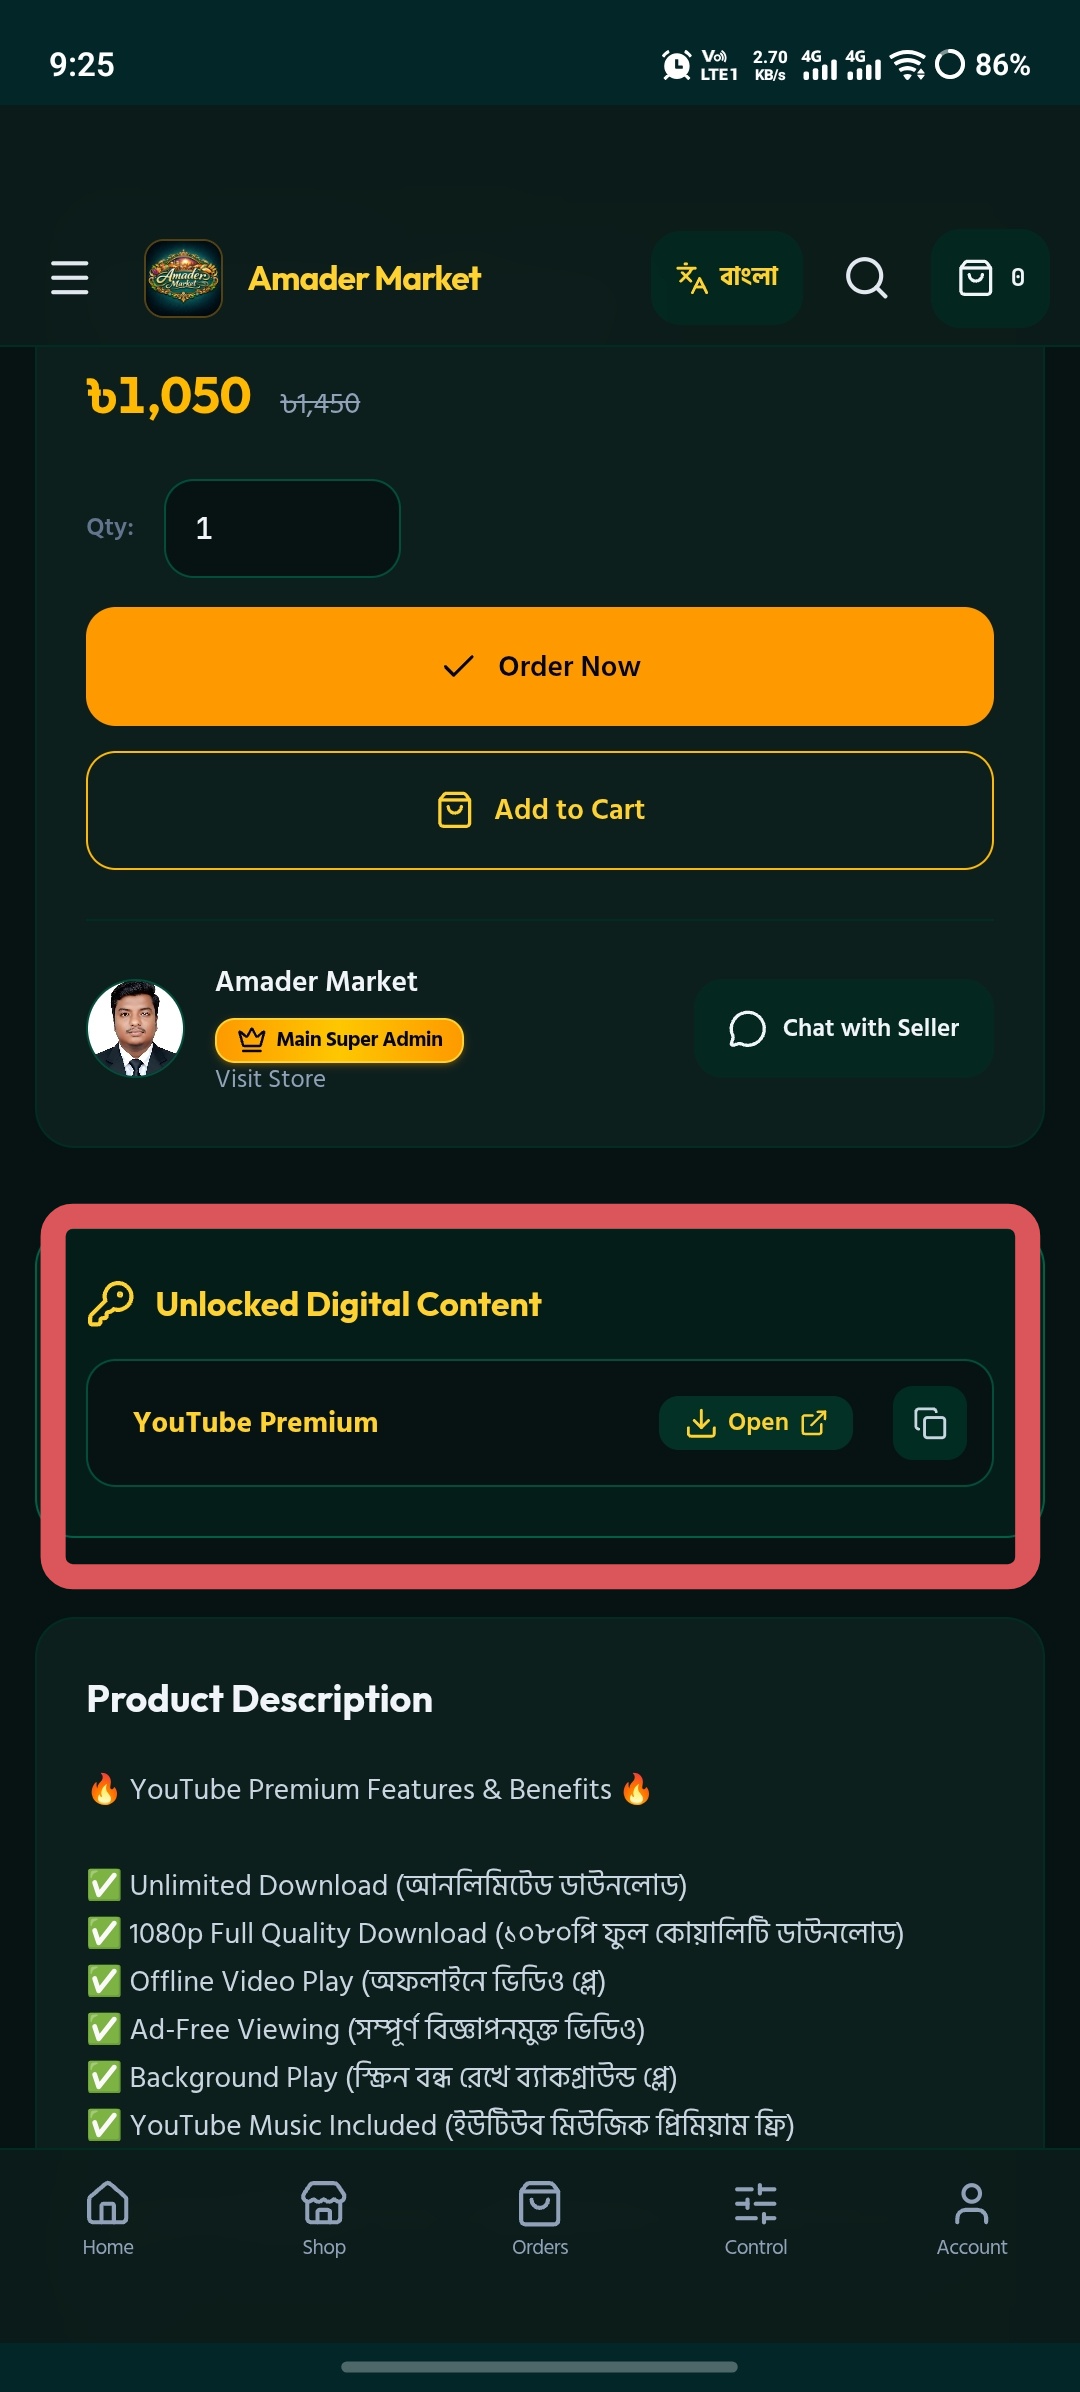 9:25
Vo)) LTE1
2.70 KB/s
4G
4G
86%
Amader Market
Amader Market
বাংলা
0
৳1,050
৳1,450
Qty:
1
Order Now
Add to Cart
Amader Market
Main Super Admin
Visit Store
Chat with Seller
Unlocked Digital Content
YouTube Premium
Open
Product Description
🔥 YouTube Premium Features & Benefits 🔥
✅ Unlimited Download (আনলিমিটেড ডাউনলোড)
✅ 1080p Full Quality Download (১০৮০পি ফুল কোয়ালিটি ডাউনলোড)
✅ Offline Video Play (অফলাইনে ভিডিও প্লে)
✅ Ad-Free Viewing (সম্পূর্ণ বিজ্ঞাপনমুক্ত ভিডিও)
✅ Background Play (স্ক্রিন বন্ধ রেখে ব্যাকগ্রাউন্ড প্লে)
✅ YouTube Music Included (ইউটিউব মিউজিক প্রিমিয়াম ফ্রি)
Home
Shop
Orders
Control
Account